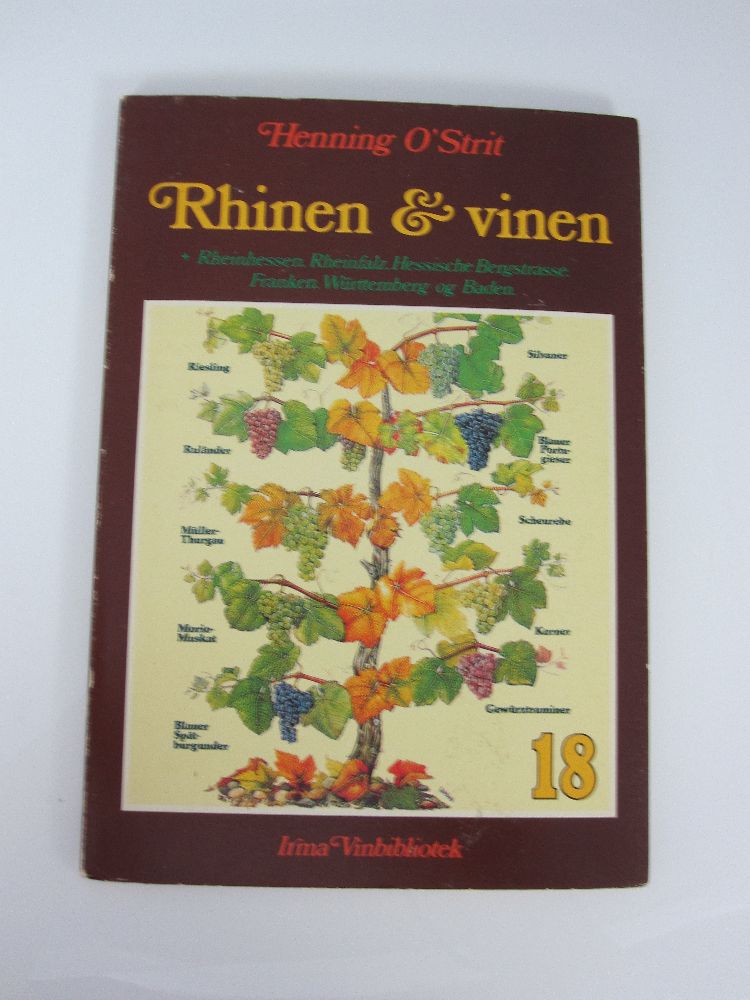 Henning O'Strit
Rhinen & vinen
+ Rheinhessen. Rheinfalz. Hessische Bergstrasse.
Franken. Württemberg og Baden.
Riesling
Silvaner
Ruländer
Blauer
Portu-
gieser
Müller-
Thurgau
Scheurebe
Morio-
Muskat
Kerner
Blauer
Spät-
burgunder
Gewürztraminer
18
Irma Vinbibliotek